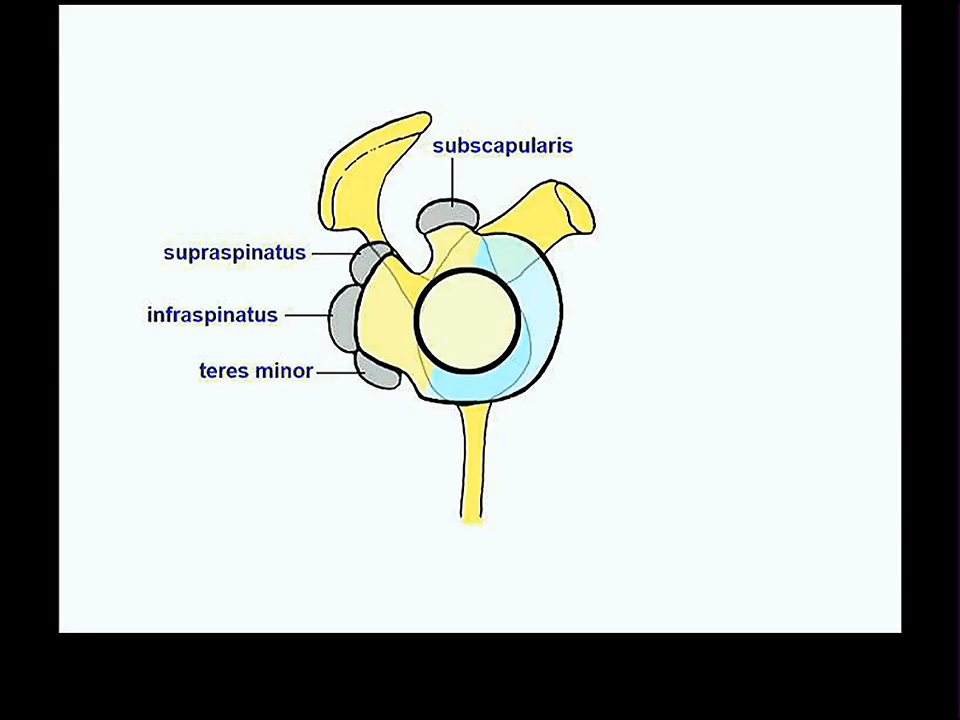 subscapularis
supraspinatus
infraspinatus
teres minor